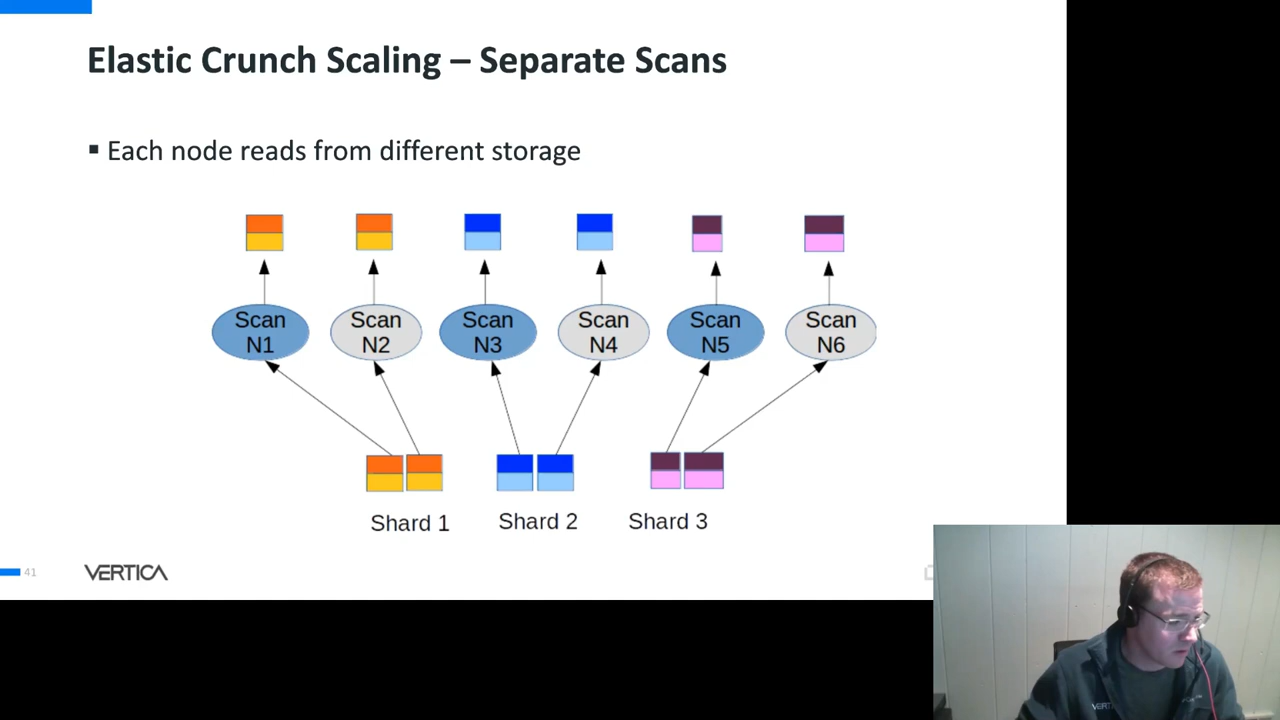 Elastic Crunch Scaling – Separate Scans
▪ Each node reads from different storage
Scan N1
Scan N2
Scan N3
Scan N4
Scan N5
Scan N6
Shard 1
Shard 2
Shard 3
41
VERTICA